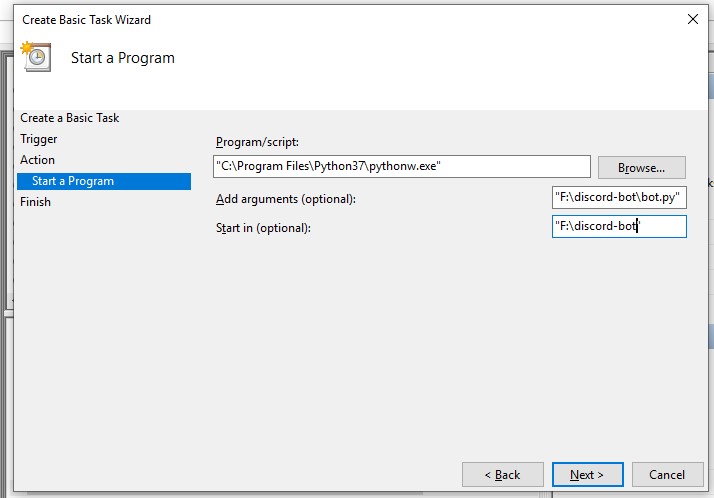 Create Basic Task Wizard
Start a Program
Create a Basic Task
Trigger
Action
Start a Program
Finish
Program/script:
"C:\Program Files\Python37\pythonw.exe"
Browse...
Add arguments (optional):
"F:\discord-bot\bot.py"
Start in (optional):
"F:\discord-bot"
< Back
Next >
Cancel